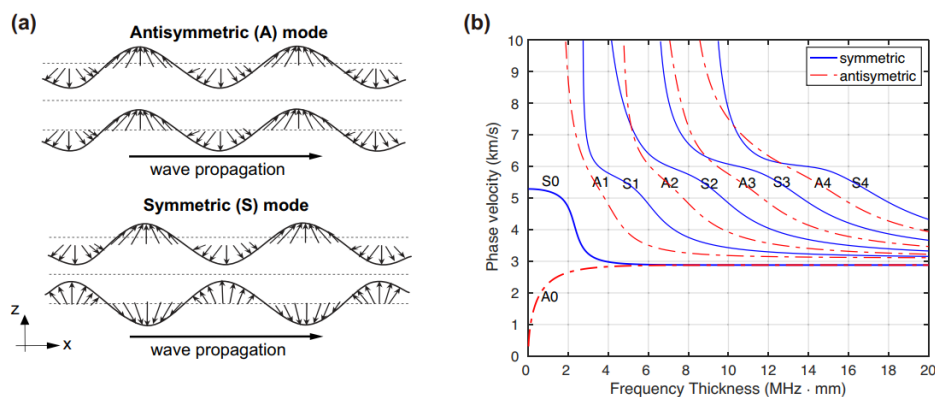 (a)
Antisymmetric (A) mode
wave propagation
Symmetric (S) mode
wave propagation
Z
x
(b)
10
9
8
7
6
5
4
3
2
1
0
Phase velocity (km/s)
symmetric
antisymmetric
S0 A1 S1 A2 S2 A3 S3 A4 S4
A0
0 2 4 6 8 10 12 14 16 18 20
Frequency Thickness (MHz · mm)